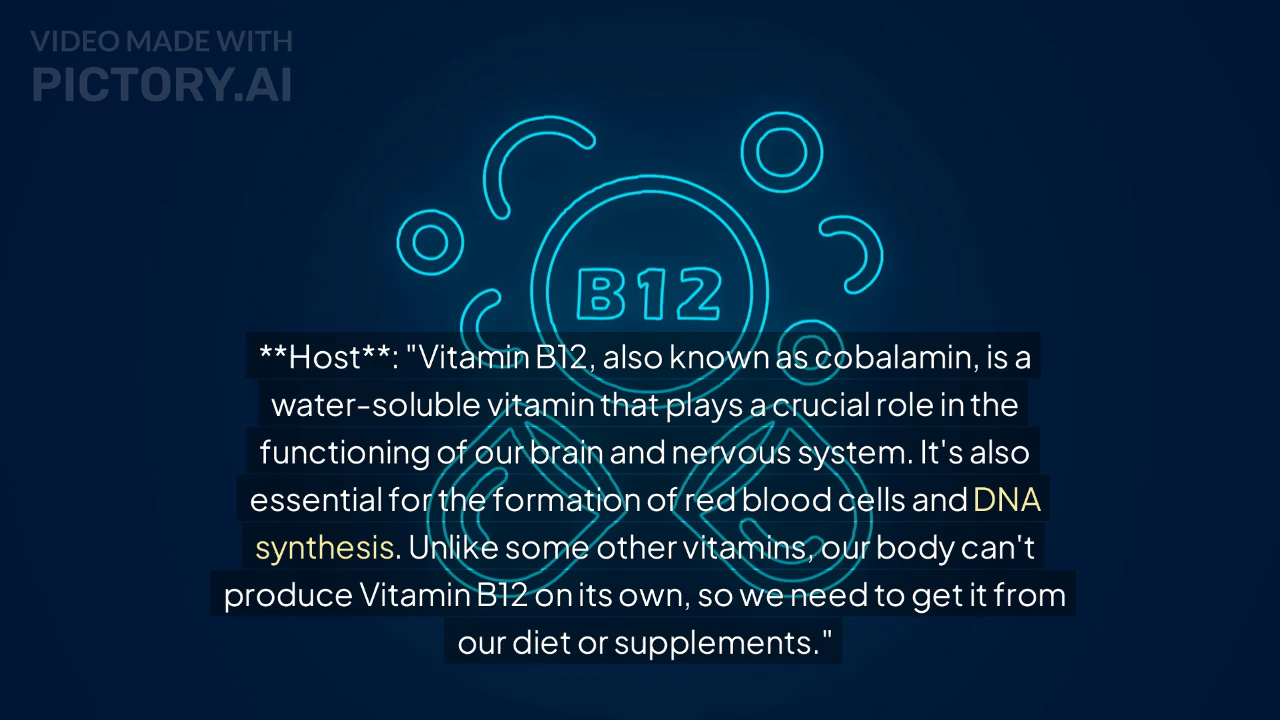 VIDEO MADE WITH
PICTORY.AI
B12
**Host**: "Vitamin B12, also known as cobalamin, is a
water-soluble vitamin that plays a crucial role in the
functioning of our brain and nervous system. It's also
essential for the formation of red blood cells and DNA
synthesis. Unlike some other vitamins, our body can't
produce Vitamin B12 on its own, so we need to get it from
our diet or supplements."